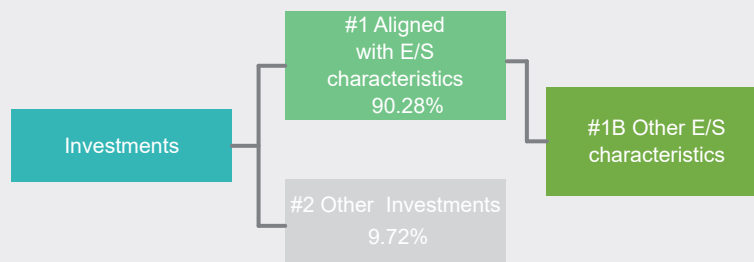 Investments
#1 Aligned
with E/S
characteristics
90.28%
#2 Other Investments
9.72%
#1B Other E/S
characteristics